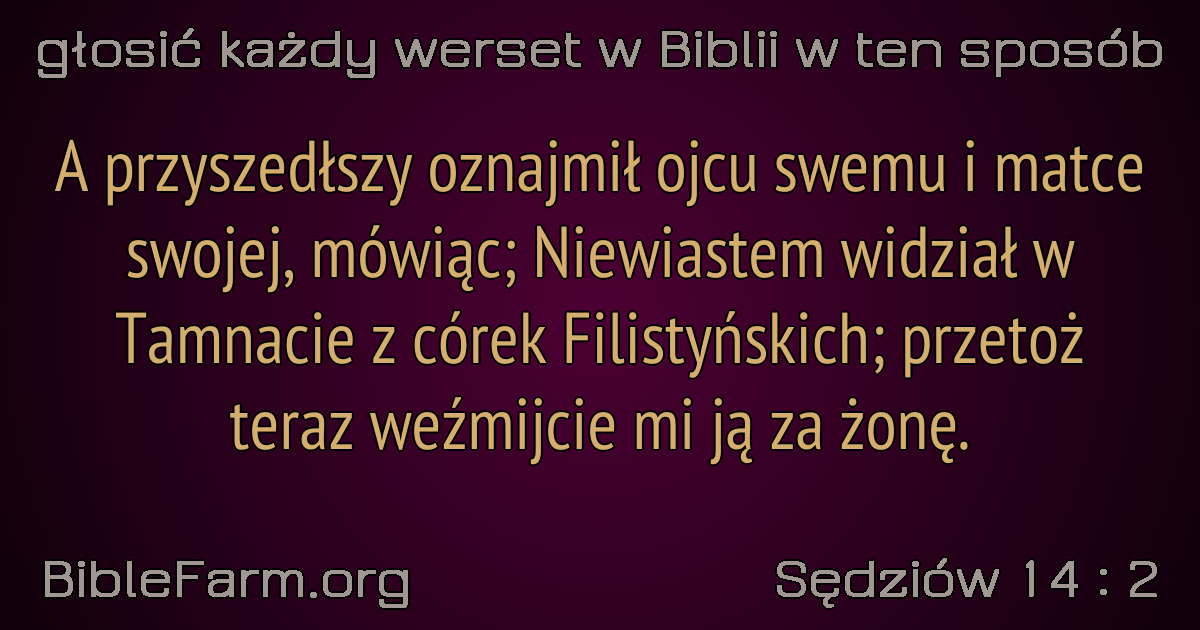 głosić każdy werset w Biblii w ten sposób
A przyszedłszy oznajmił ojcu swemu i matce
swojej, mówiąc; Niewiastem widział w
Tamnacie z córek Filistyńskich; przetoż
teraz weźmijcie mi ją za żonę.
BibleFarm.org
Sędziów 14 : 2